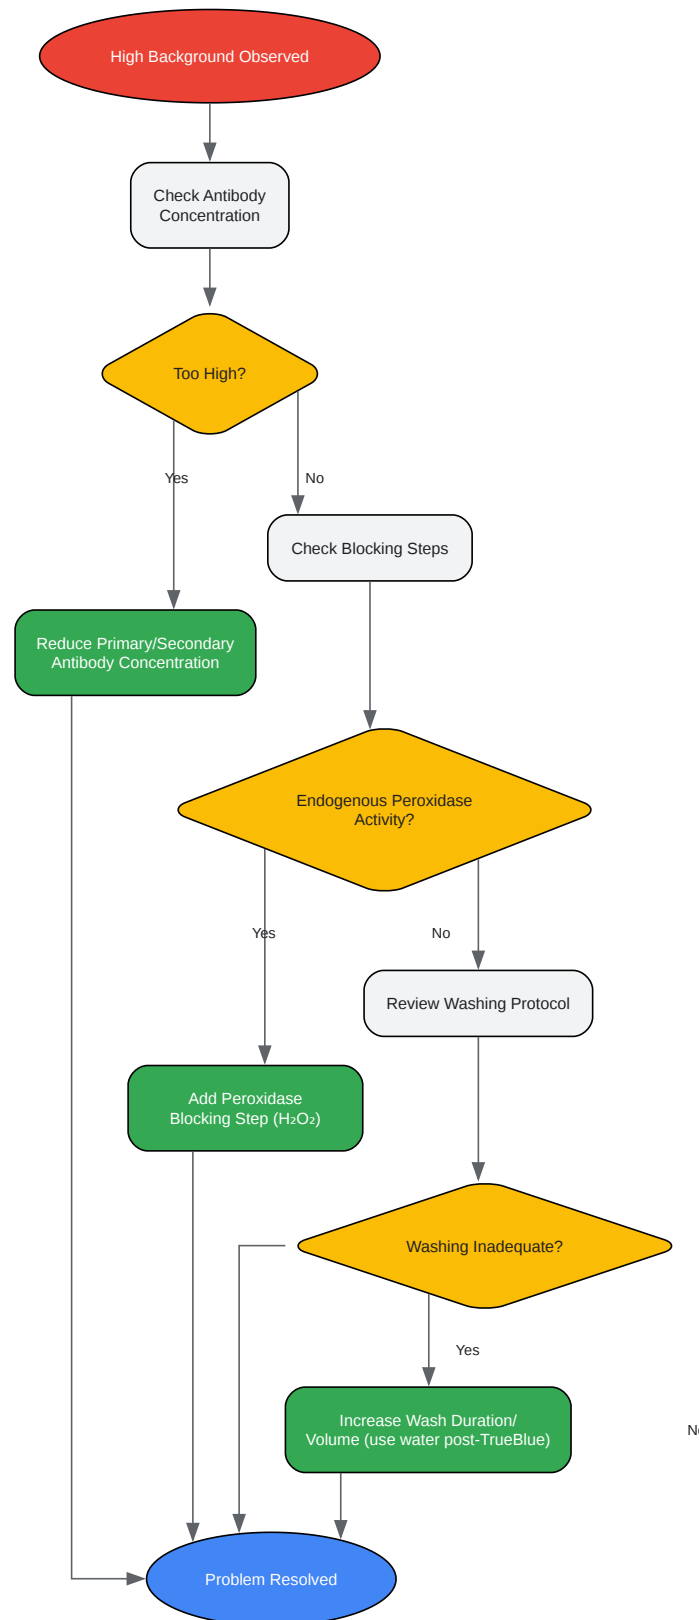 High Background Observed
Check Antibody
Concentration
Too High?
Yes
No
Check Blocking Steps
Reduce Primary/Secondary
Antibody Concentration
Endogenous Peroxidase
Activity?
Yes
No
Review Washing Protocol
Add Peroxidase
Blocking Step (H₂O₂)
Washing Inadequate?
Yes
Increase Wash Duration/
Volume (use water post-TrueBlue)
Problem Resolved